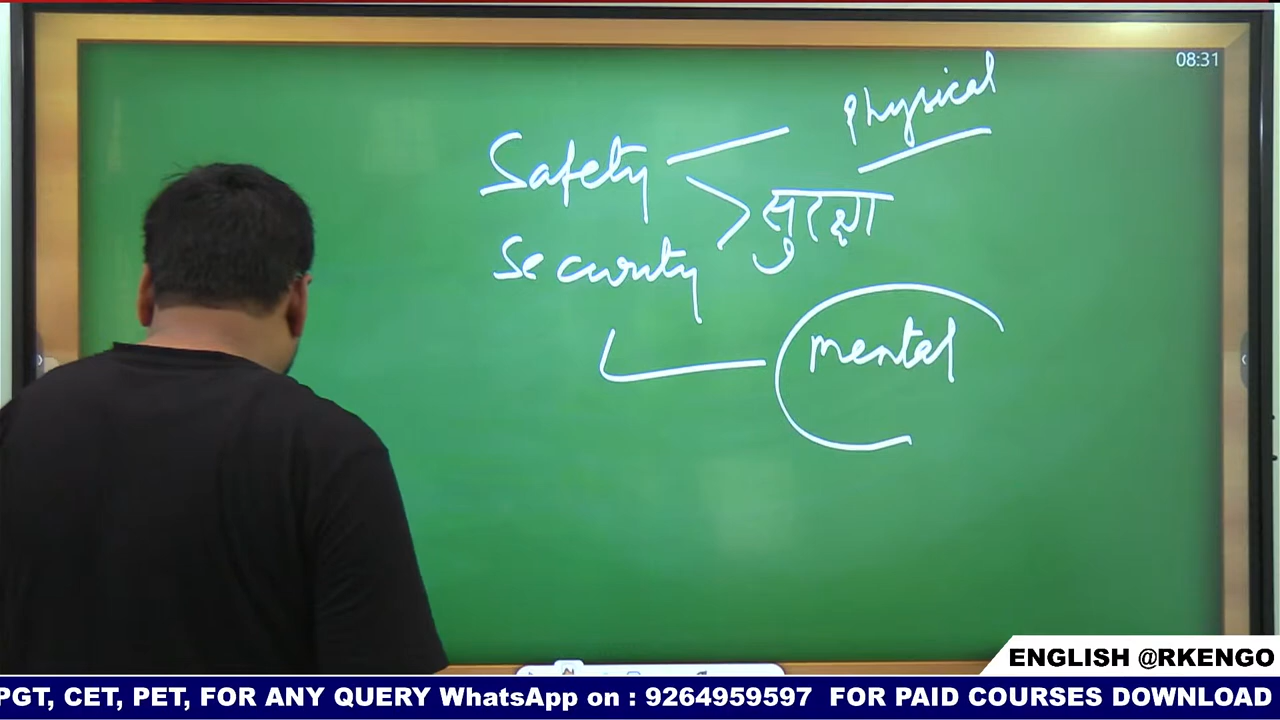 08:31
Physical
Safety
सुरक्षा
Security
mental
ENGLISH @RKENGO
PGT, CET, PET, FOR ANY QUERY WhatsApp on : 9264959597 FOR PAID COURSES DOWNLOAD